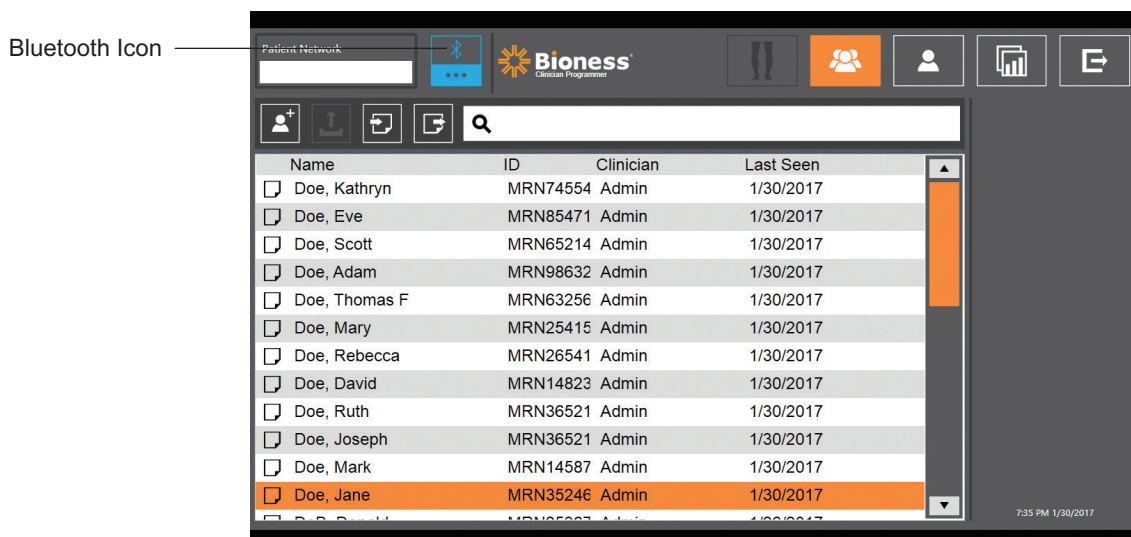 Bluetooth Icon
Patient Network
Bioness
Clinician Programmer
Name ID Clinician Last Seen
Doe, Kathryn MRN74554 Admin 1/30/2017
Doe, Eve MRN85471 Admin 1/30/2017
Doe, Scott MRN65214 Admin 1/30/2017
Doe, Adam MRN98632 Admin 1/30/2017
Doe, Thomas F MRN63256 Admin 1/30/2017
Doe, Mary MRN25415 Admin 1/30/2017
Doe, Rebecca MRN26541 Admin 1/30/2017
Doe, David MRN14823 Admin 1/30/2017
Doe, Ruth MRN36521 Admin 1/30/2017
Doe, Joseph MRN36521 Admin 1/30/2017
Doe, Mark MRN14587 Admin 1/30/2017
Doe, Jane MRN35246 Admin 1/30/2017
7:35 PM 1/30/2017